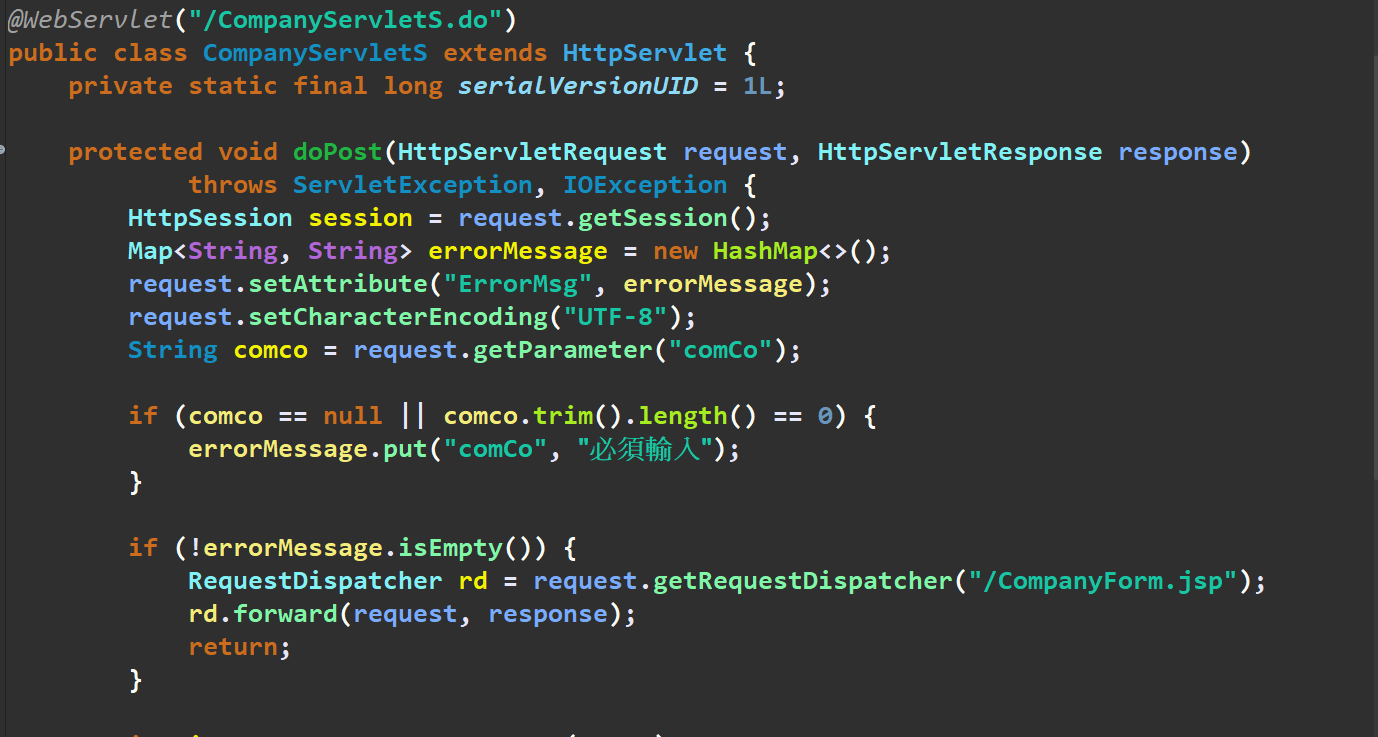 @WebServlet("/CompanyServletS.do")
public class CompanyServletS extends HttpServlet {
    private static final long serialVersionUID = 1L;

    protected void doPost(HttpServletRequest request, HttpServletResponse response)
            throws ServletException, IOException {
        HttpSession session = request.getSession();
        Map<String, String> errorMessage = new HashMap<>();
        request.setAttribute("ErrorMsg", errorMessage);
        request.setCharacterEncoding("UTF-8");
        String comco = request.getParameter("comCo");

        if (comco == null || comco.trim().length() == 0) {
            errorMessage.put("comCo", "必須輸入");
        }

        if (!errorMessage.isEmpty()) {
            RequestDispatcher rd = request.getRequestDispatcher("/CompanyForm.jsp");
            rd.forward(request, response);
            return;
        }